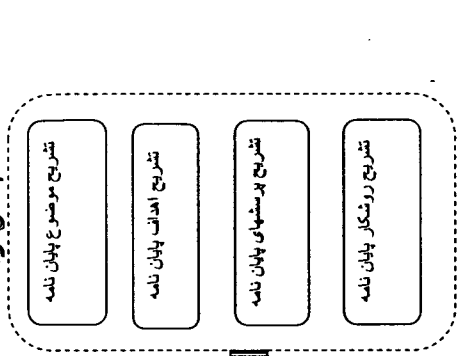 تشریح موضوع پایان نامه
تشریح اهداف پایان نامه
تشریح پرسشهای پایان نامه
تشریح روشکار پایان نامه